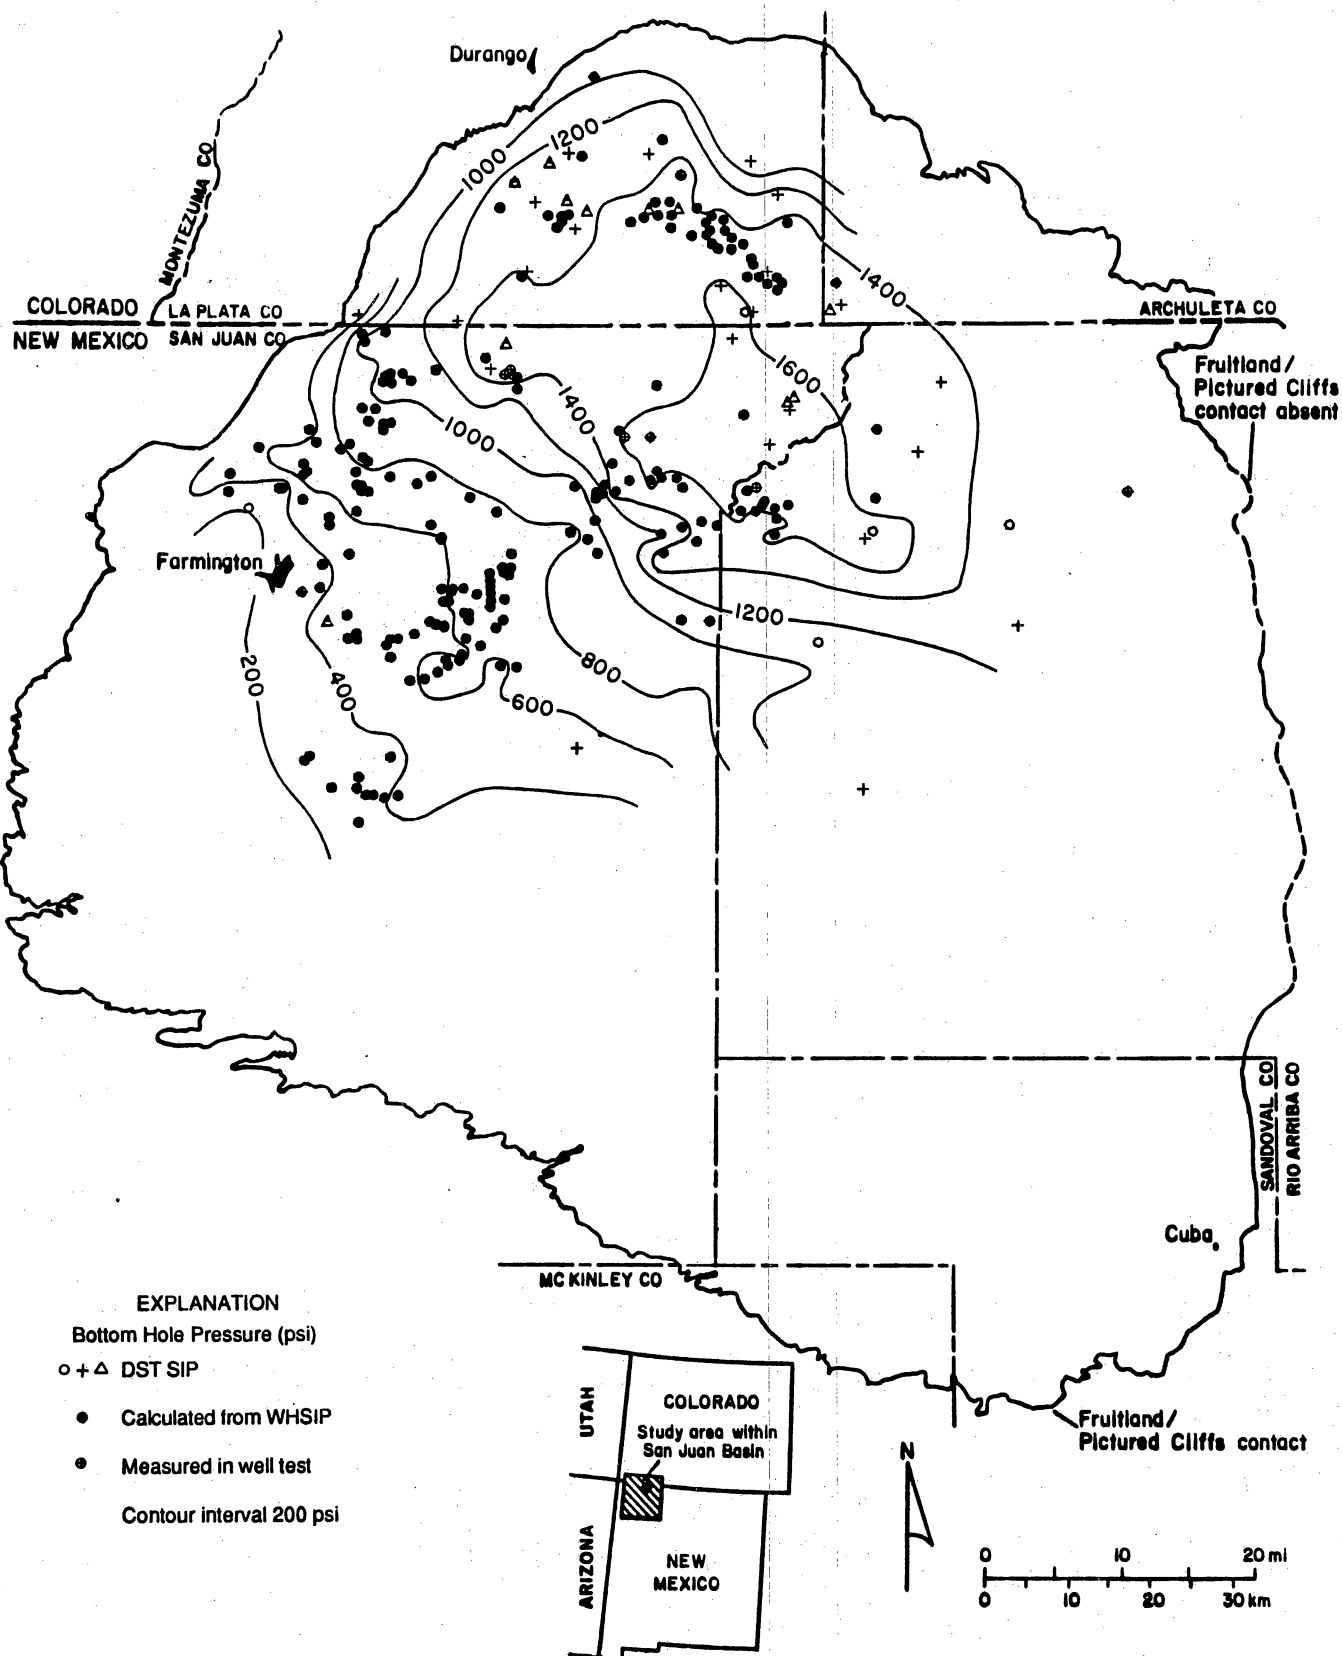 Durango
1200
1000
MONTEZUMA CO
1400
COLORADO
LA PLATA CO
ARCHULETA CO
NEW MEXICO
SAN JUAN CO
Fruitland/
Pictured Cliffs
contact absent
1600
1400
1000
Farmington
1200
800
200
400
600
SANDOVAL CO
RIO ARRIBA CO
Cuba
MC KINLEY CO
EXPLANATION
Bottom Hole Pressure (psi)
DST SIP
Calculated from WHSIP
Measured in well test
Contour interval 200 psi
UTAH
COLORADO
Study area within
San Juan Basin
ARIZONA
NEW
MEXICO
N
Fruitland/
Pictured Cliffs contact
0 10 20 mi
0 10 20 30 km